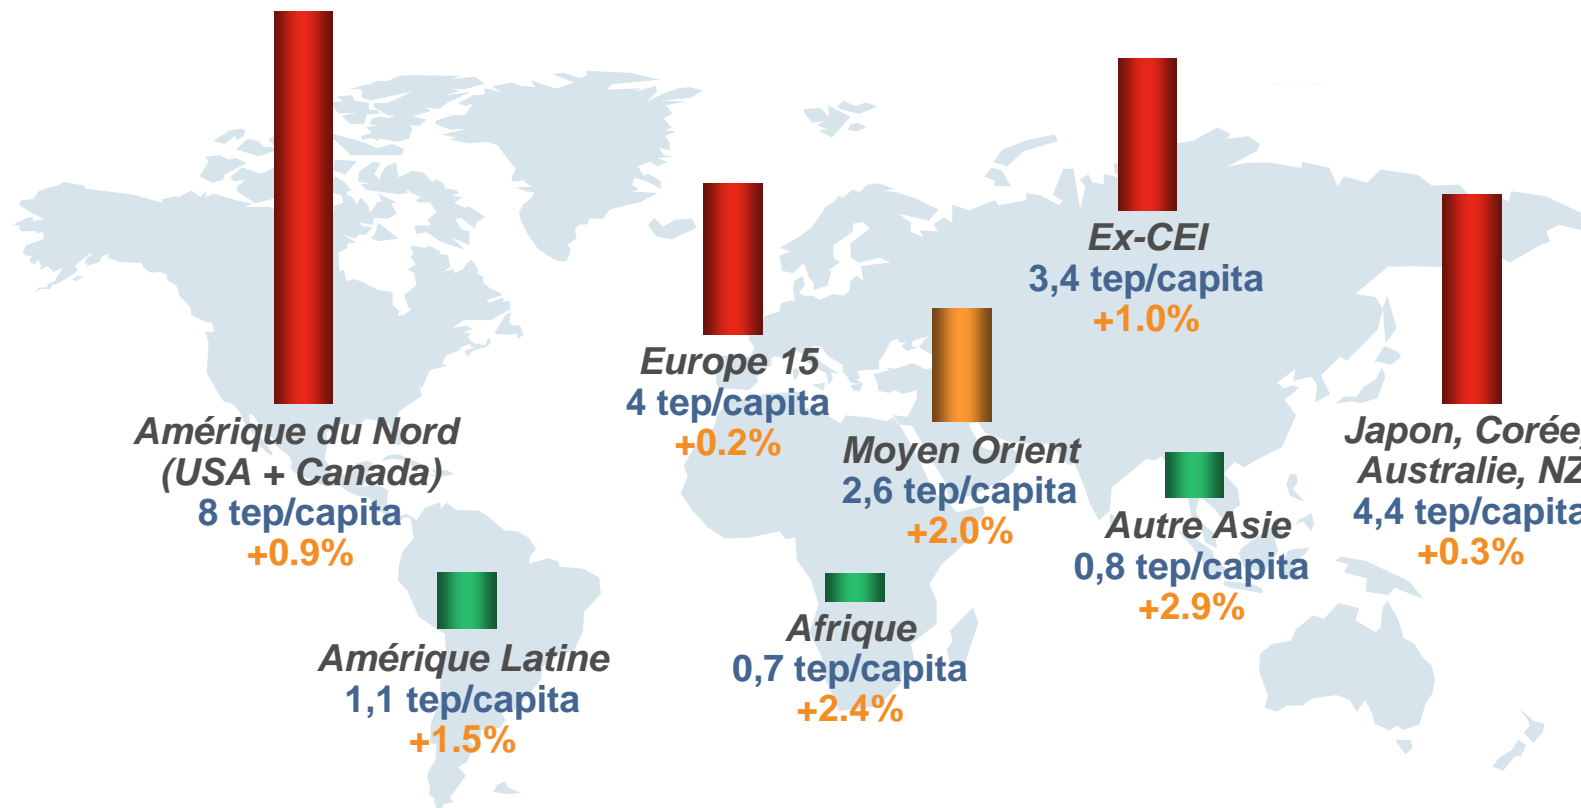 Amérique du Nord
(USA + Canada)
8 tep/capita
+0.9%
Amérique Latine
1,1 tep/capita
+1.5%
Europe 15
4 tep/capita
+0.2%
Afrique
0,7 tep/capita
+2.4%
Moyen Orient
2,6 tep/capita
+2.0%
Ex-CEI
3,4 tep/capita
+1.0%
Autre Asie
0,8 tep/capita
+2.9%
Japon, Corée,
Australie, NZ
4,4 tep/capita
+0.3%